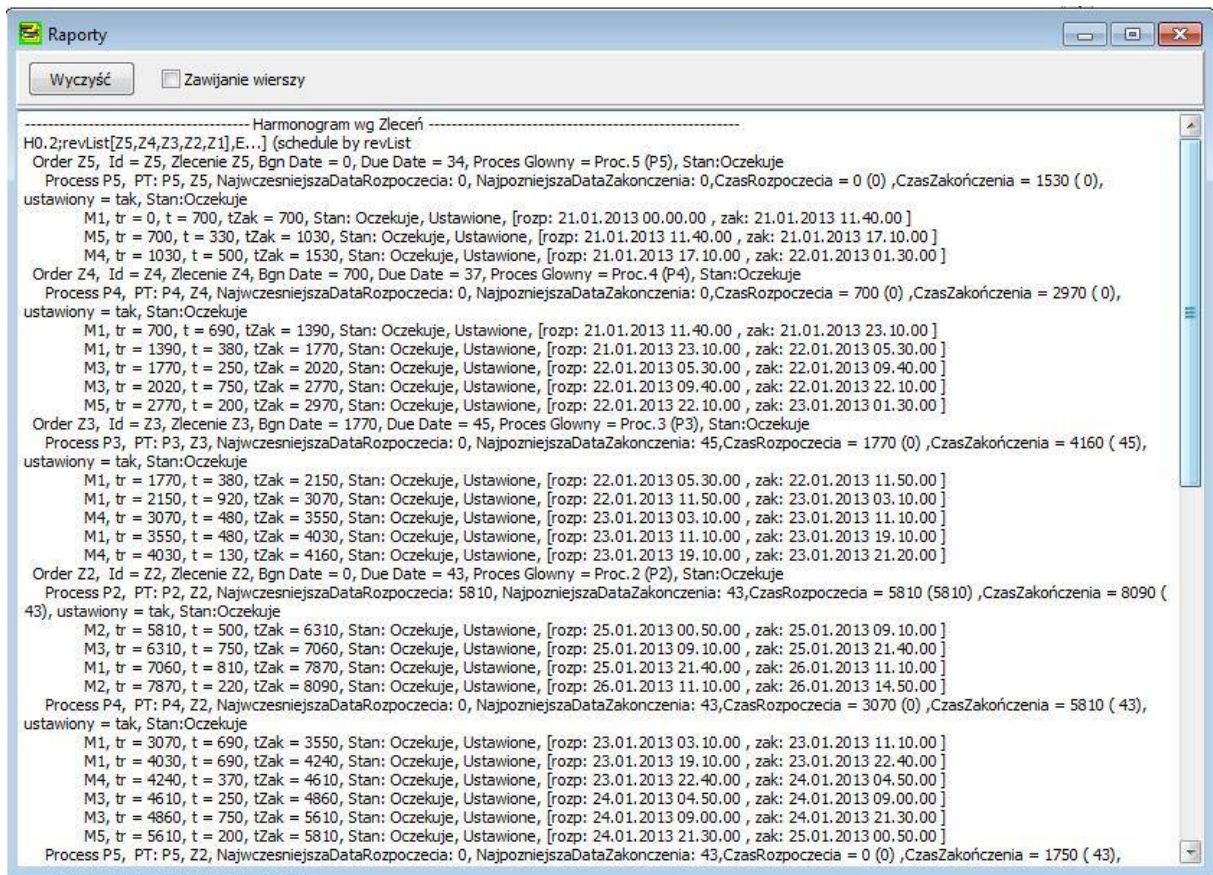 Raporty
Wyczyść
Zawijanie wierszy
------------------------------------- Harmonogram wg Zleceń ----------------------------------------------------
H0.2;revList[Z5,Z4,Z3,Z2,Z1],E...] (schedule by revList
Order Z5, Id = Z5, Zlecenie Z5, Bgn Date = 0, Due Date = 34, Proces Glowny = Proc.5 (P5), Stan:Oczekuje
Process P5, PT: P5, Z5, NajwczesniejszaDataRozpoczecia: 0, NajpozniejszaDataZakonczenia: 0,CzasRozpoczecia = 0 (0) ,CzasZakończenia = 1530 ( 0),
ustawiony = tak, Stan:Oczekuje
M1, tr = 0, t = 700, tZak = 700, Stan: Oczekuje, Ustawione, [rozp: 21.01.2013 00.00.00 , zak: 21.01.2013 11.40.00 ]
M5, tr = 700, t = 330, tZak = 1030, Stan: Oczekuje, Ustawione, [rozp: 21.01.2013 11.40.00 , zak: 21.01.2013 17.10.00 ]
M4, tr = 1030, t = 500, tZak = 1530, Stan: Oczekuje, Ustawione, [rozp: 21.01.2013 17.10.00 , zak: 22.01.2013 01.30.00 ]
Order Z4, Id = Z4, Zlecenie Z4, Bgn Date = 700, Due Date = 37, Proces Glowny = Proc.4 (P4), Stan:Oczekuje
Process P4, PT: P4, Z4, NajwczesniejszaDataRozpoczecia: 0, NajpozniejszaDataZakonczenia: 0,CzasRozpoczecia = 700 (0) ,CzasZakończenia = 2970 ( 0),
ustawiony = tak, Stan:Oczekuje
M1, tr = 700, t = 690, tZak = 1390, Stan: Oczekuje, Ustawione, [rozp: 21.01.2013 11.40.00 , zak: 21.01.2013 23.10.00 ]
M1, tr = 1390, t = 380, tZak = 1770, Stan: Oczekuje, Ustawione, [rozp: 21.01.2013 23.10.00 , zak: 22.01.2013 05.30.00 ]
M3, tr = 1770, t = 250, tZak = 2020, Stan: Oczekuje, Ustawione, [rozp: 22.01.2013 05.30.00 , zak: 22.01.2013 09.40.00 ]
M3, tr = 2020, t = 750, tZak = 2770, Stan: Oczekuje, Ustawione, [rozp: 22.01.2013 09.40.00 , zak: 22.01.2013 22.10.00 ]
M5, tr = 2770, t = 200, tZak = 2970, Stan: Oczekuje, Ustawione, [rozp: 22.01.2013 22.10.00 , zak: 23.01.2013 01.30.00 ]
Order Z3, Id = Z3, Zlecenie Z3, Bgn Date = 1770, Due Date = 45, Proces Glowny = Proc.3 (P3), Stan:Oczekuje
Process P3, PT: P3, Z3, NajwczesniejszaDataRozpoczecia: 0, NajpozniejszaDataZakonczenia: 45,CzasRozpoczecia = 1770 (0) ,CzasZakończenia = 4160 ( 45),
ustawiony = tak, Stan:Oczekuje
M1, tr = 1770, t = 380, tZak = 2150, Stan: Oczekuje, Ustawione, [rozp: 22.01.2013 05.30.00 , zak: 22.01.2013 11.50.00 ]
M1, tr = 2150, t = 920, tZak = 3070, Stan: Oczekuje, Ustawione, [rozp: 22.01.2013 11.50.00 , zak: 23.01.2013 03.10.00 ]
M4, tr = 3070, t = 480, tZak = 3550, Stan: Oczekuje, Ustawione, [rozp: 23.01.2013 03.10.00 , zak: 23.01.2013 11.10.00 ]
M1, tr = 3550, t = 480, tZak = 4030, Stan: Oczekuje, Ustawione, [rozp: 23.01.2013 11.10.00 , zak: 23.01.2013 19.10.00 ]
M4, tr = 4030, t = 130, tZak = 4160, Stan: Oczekuje, Ustawione, [rozp: 23.01.2013 19.10.00 , zak: 23.01.2013 21.20.00 ]
Order Z2, Id = Z2, Zlecenie Z2, Bgn Date = 0, Due Date = 43, Proces Glowny = Proc.2 (P2), Stan:Oczekuje
Process P2, PT: P2, Z2, NajwczesniejszaDataRozpoczecia: 5810, NajpozniejszaDataZakonczenia: 43,CzasRozpoczecia = 5810 (5810) ,CzasZakończenia = 8090 (
43), ustawiony = tak, Stan:Oczekuje
M2, tr = 5810, t = 500, tZak = 6310, Stan: Oczekuje, Ustawione, [rozp: 25.01.2013 00.50.00 , zak: 25.01.2013 09.10.00 ]
M3, tr = 6310, t = 750, tZak = 7060, Stan: Oczekuje, Ustawione, [rozp: 25.01.2013 09.10.00 , zak: 25.01.2013 21.40.00 ]
M1, tr = 7060, t = 810, tZak = 7870, Stan: Oczekuje, Ustawione, [rozp: 25.01.2013 21.40.00 , zak: 26.01.2013 11.10.00 ]
M2, tr = 7870, t = 220, tZak = 8090, Stan: Oczekuje, Ustawione, [rozp: 26.01.2013 11.10.00 , zak: 26.01.2013 14.50.00 ]
Process P4, PT: P4, Z2, NajwczesniejszaDataRozpoczecia: 0, NajpozniejszaDataZakonczenia: 43,CzasRozpoczecia = 3070 (0) ,CzasZakończenia = 5810 ( 43),
ustawiony = tak, Stan:Oczekuje
M1, tr = 3070, t = 690, tZak = 3550, Stan: Oczekuje, Ustawione, [rozp: 23.01.2013 03.10.00 , zak: 23.01.2013 11.10.00 ]
M1, tr = 4030, t = 690, tZak = 4240, Stan: Oczekuje, Ustawione, [rozp: 23.01.2013 19.10.00 , zak: 23.01.2013 22.40.00 ]
M4, tr = 4240, t = 370, tZak = 4610, Stan: Oczekuje, Ustawione, [rozp: 23.01.2013 22.40.00 , zak: 24.01.2013 04.50.00 ]
M3, tr = 4610, t = 250, tZak = 4860, Stan: Oczekuje, Ustawione, [rozp: 24.01.2013 04.50.00 , zak: 24.01.2013 09.00.00 ]
M3, tr = 4860, t = 750, tZak = 5610, Stan: Oczekuje, Ustawione, [rozp: 24.01.2013 09.00.00 , zak: 24.01.2013 21.30.00 ]
M5, tr = 5610, t = 200, tZak = 5810, Stan: Oczekuje, Ustawione, [rozp: 24.01.2013 21.30.00 , zak: 25.01.2013 00.50.00 ]
Process P5, PT: P5, Z2, NajwczesniejszaDataRozpoczecia: 0, NajpozniejszaDataZakonczenia: 43,CzasRozpoczecia = 0 (0) ,CzasZakończenia = 1750 ( 43),